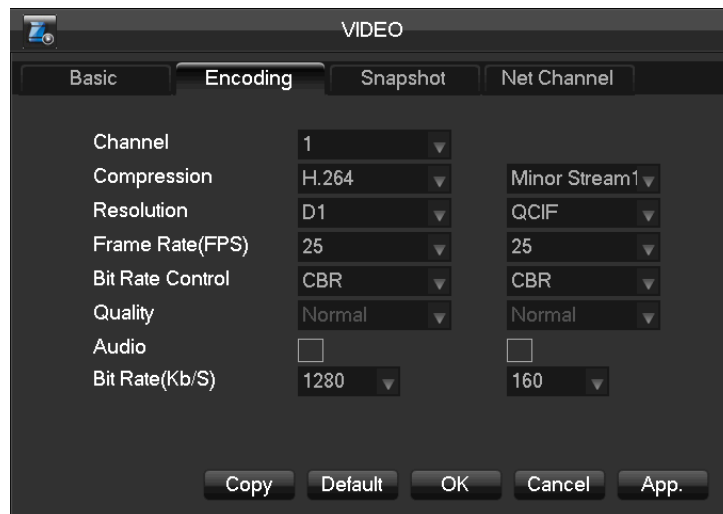 VIDEO
Basic Encoding Snapshot Net Channel
Channel 1
Compression H.264 Minor Stream1
Resolution D1 QCIF
Frame Rate(FPS) 25 25
Bit Rate Control CBR CBR
Quality Normal Normal
Audio
Bit Rate(Kb/S) 1280 160
Copy Default OK Cancel App.